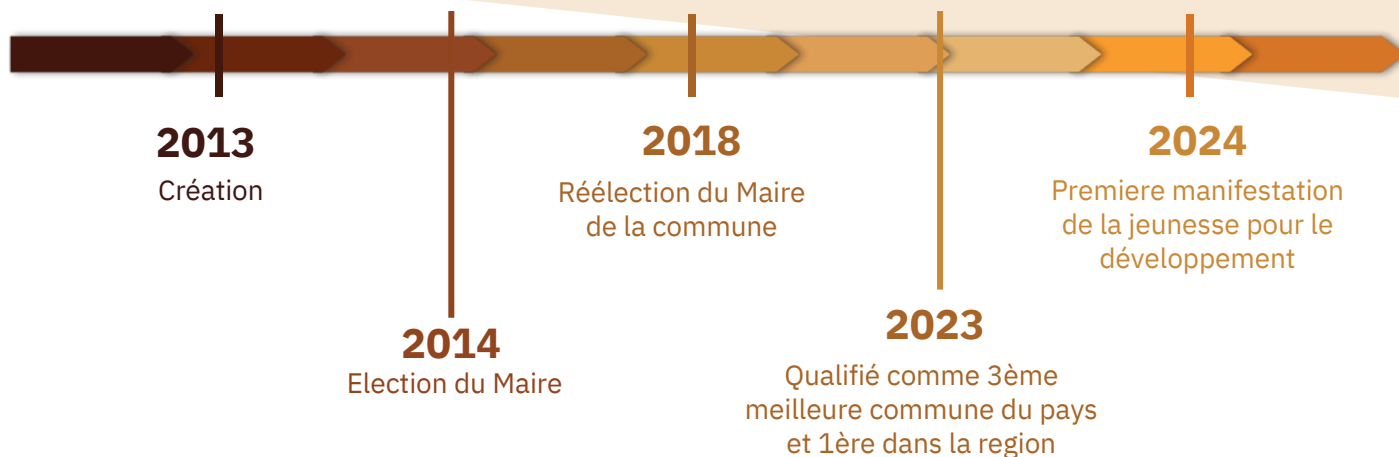 2013
Création
2014
Election du Maire
2018
Réélection du Maire
de la commune
2023
Qualifié comme 3ème
meilleure commune du pays
et 1ère dans la region
2024
Premiere manifestation
de la jeunesse pour le
développement